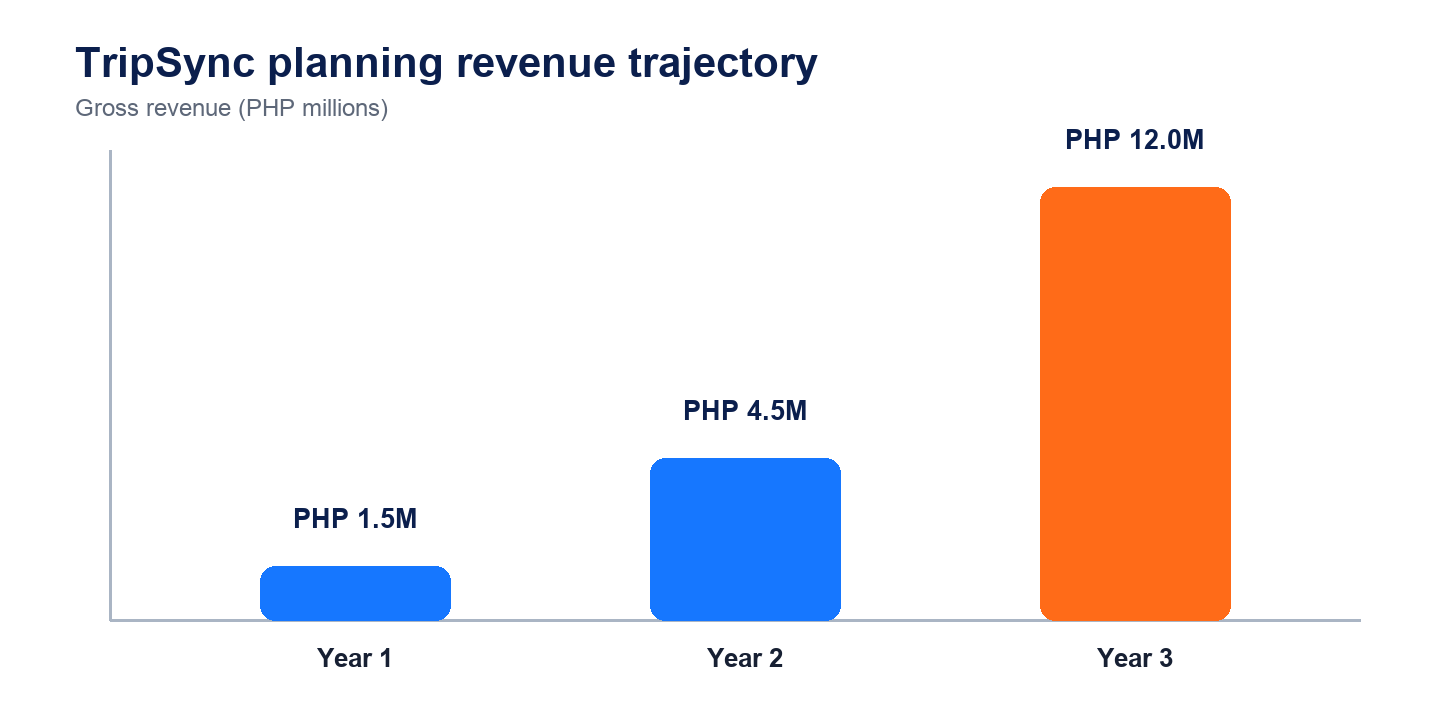 TripSync planning revenue trajectory
Gross revenue (PHP millions)
PHP 12.0M
PHP 4.5M
PHP 1.5M
Year 1
Year 2
Year 3